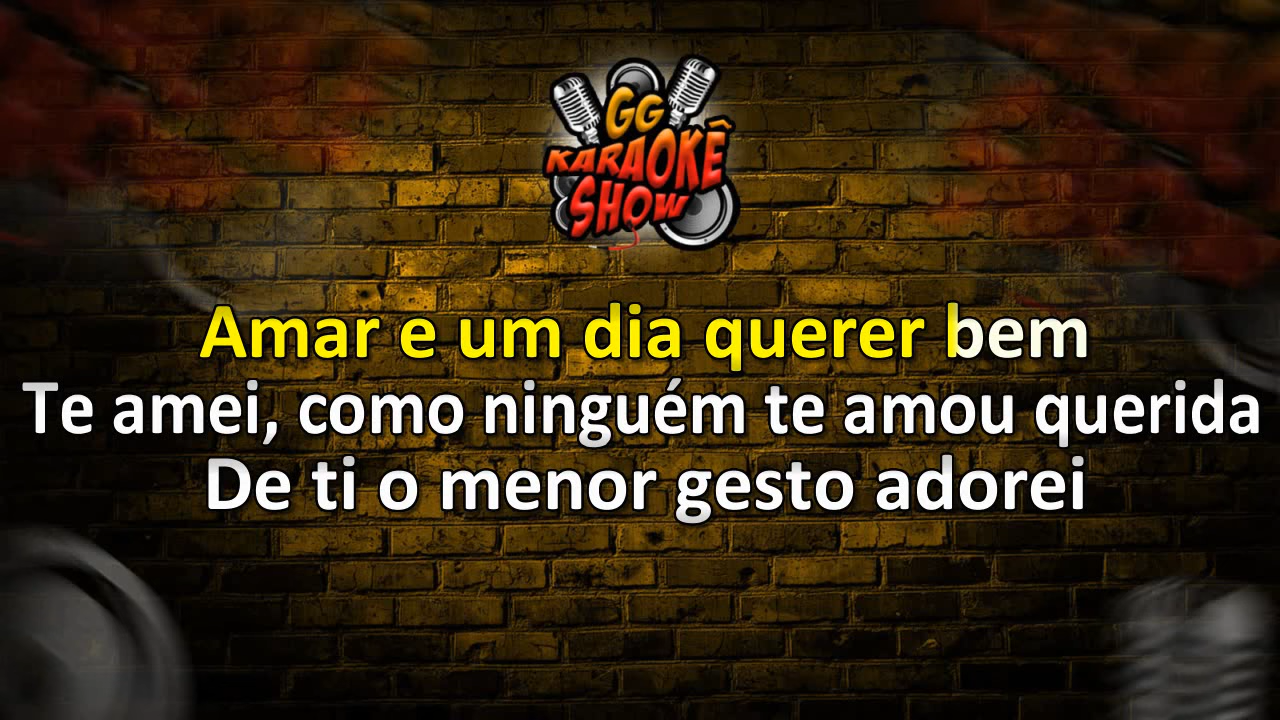 GG
KARAOKÊ
SHOW
Amar e um dia querer bem
Te amei, como ninguém te amou querida
De ti o menor gesto adorei